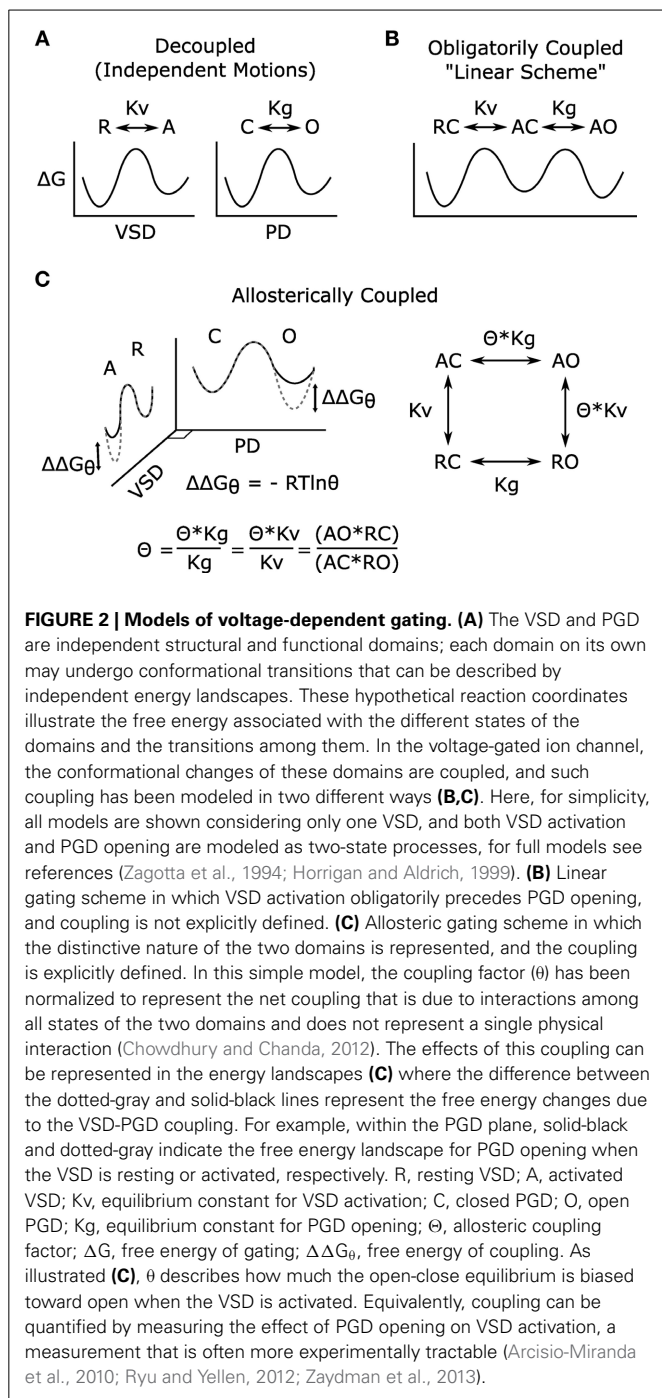 A
Decoupled
(Independent Motions)
Kv
R ⟷ A
Kg
C ⟷ O
ΔG
VSD
PD
B
Obligatorily Coupled
"Linear Scheme"
Kv
Kg
RC ⟷ AC ⟷ AO
C
Allosterically Coupled
R
A
C
O
ΔΔGθ
ΔΔGθ
VSD
PD
ΔΔGθ = - RTlnθ
Θ*Kg
AC ⟷ AO
Kv
Θ*Kv
RC ⟷ RO
Kg
Θ = Θ*Kg/Kg = Θ*Kv/Kv = (AO*RC)/(AC*RO)
FIGURE 2 | Models of voltage-dependent gating. (A) The VSD and PGD
are independent structural and functional domains; each domain on its own
may undergo conformational transitions that can be described by
independent energy landscapes. These hypothetical reaction coordinates
illustrate the free energy associated with the different states of the
domains and the transitions among them. In the voltage-gated ion channel,
the conformational changes of these domains are coupled, and such
coupling has been modeled in two different ways (B,C). Here, for simplicity,
all models are shown considering only one VSD, and both VSD activation
and PGD opening are modeled as two-state processes, for full models see
references (Zagotta et al., 1994; Horrigan and Aldrich, 1999). (B) Linear
gating scheme in which VSD activation obligatorily precedes PGD opening,
and coupling is not explicitly defined. (C) Allosteric gating scheme in which
the distinctive nature of the two domains is represented, and the coupling
is explicitly defined. In this simple model, the coupling factor (θ) has been
normalized to represent the net coupling that is due to interactions among
all states of the two domains and does not represent a single physical
interaction (Chowdhury and Chanda, 2012). The effects of this coupling can
be represented in the energy landscapes (C) where the difference between
the dotted-gray and solid-black lines represent the free energy changes due
to the VSD-PGD coupling. For example, within the PGD plane, solid-black
and dotted-gray indicate the free energy landscape for PGD opening when
the VSD is resting or activated, respectively. R, resting VSD; A, activated
VSD; Kv, equilibrium constant for VSD activation; C, closed PGD; O, open
PGD; Kg, equilibrium constant for PGD opening; Θ, allosteric coupling
factor; ΔG, free energy of gating; ΔΔGθ, free energy of coupling. As
illustrated (C), θ describes how much the open-close equilibrium is biased
toward open when the VSD is activated. Equivalently, coupling can be
quantified by measuring the effect of PGD opening on VSD activation, a
measurement that is often more experimentally tractable (Arcisio-Miranda
et al., 2010; Ryu and Yellen, 2012; Zaydman et al., 2013).